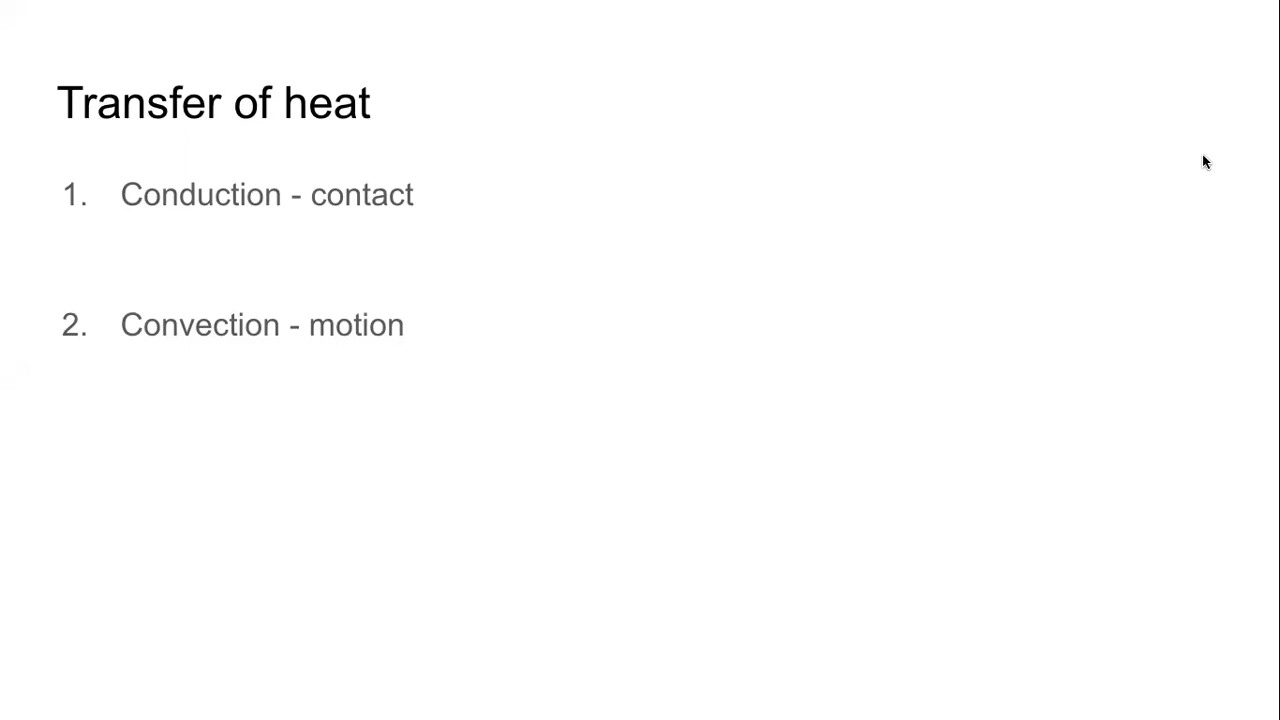 Transfer of heat
1. Conduction - contact
2. Convection - motion